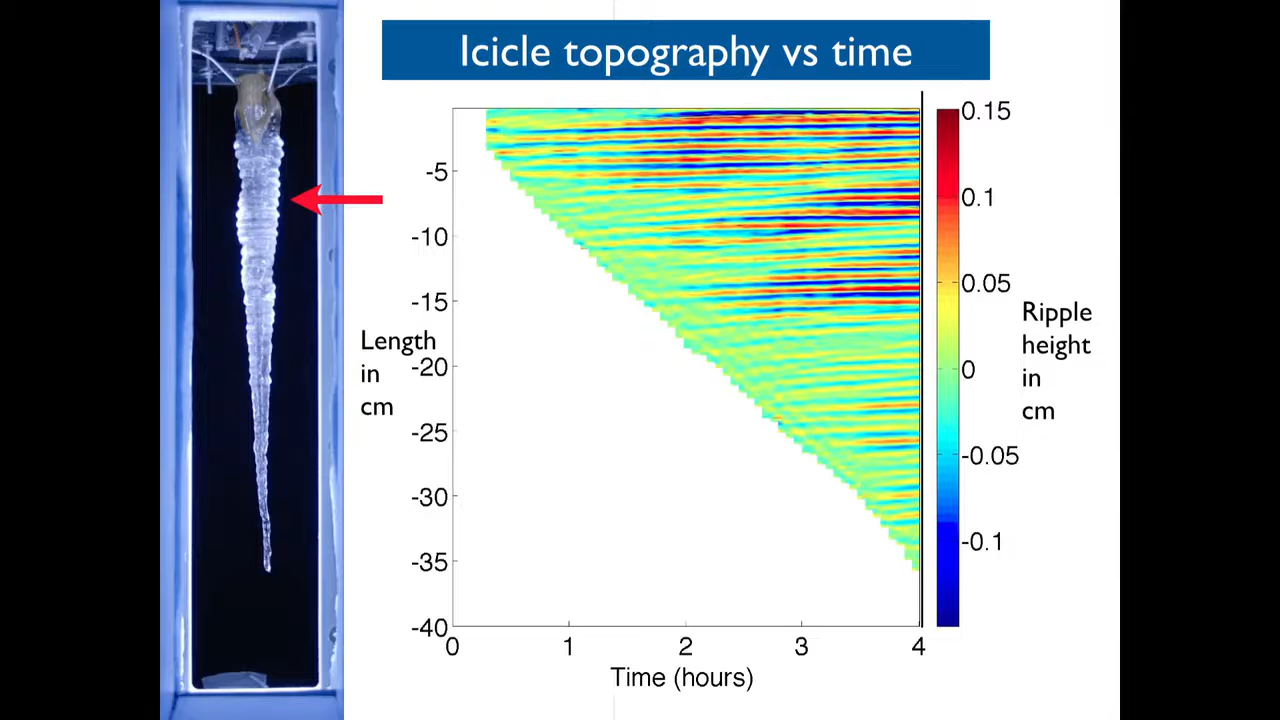 Icicle topography vs time
Length
in
cm
-5
-10
-15
-20
-25
-30
-35
-40
0
1
2
3
4
Time (hours)
0.15
0.1
0.05
0
-0.05
-0.1
Ripple
height
in
cm